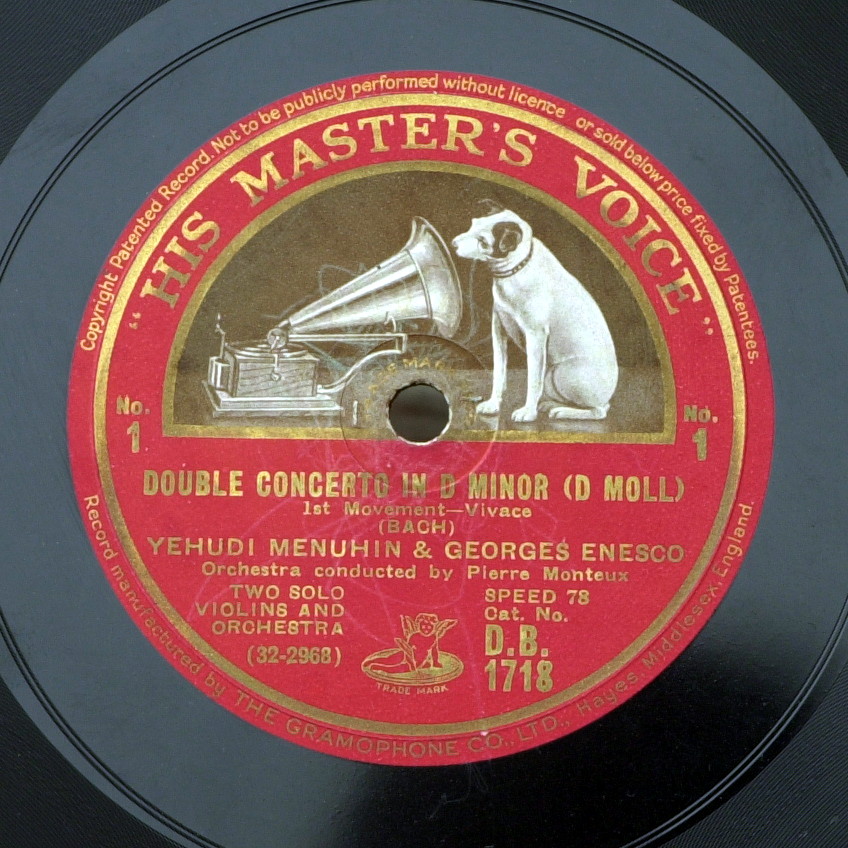 Copyright Patented Record. Not to be publicly performed without licence or sold below price fixed by Patentees.
"HIS MASTER'S VOICE"
No. 1
No. 1
DOUBLE CONCERTO IN D MINOR (D MOLL)
1st Movement—Vivace
(BACH)
YEHUDI MENUHIN & GEORGES ENESCO
Orchestra conducted by Pierre Monteux
TWO SOLO
VIOLINS AND
ORCHESTRA
(32-2968)
SPEED 78
Cat. No.
D.B.
1718
TRADE MARK
Record manufactured by THE GRAMOPHONE CO., LTD., Hayes, Middlesex, England.